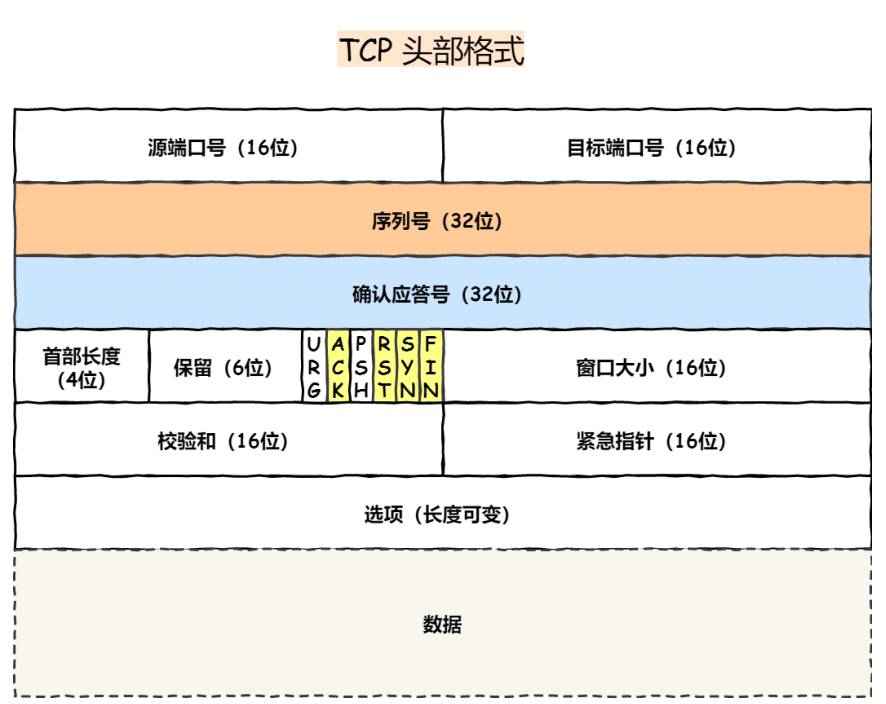 TCP 头部格式
源端口号（16位）
目标端口号（16位）
序列号（32位）
确认应答号（32位）
首部长度
（4位）
保留（6位）
URG
ACK
PSH
RST
SYN
FIN
窗口大小（16位）
校验和（16位）
紧急指针（16位）
选项（长度可变）
数据